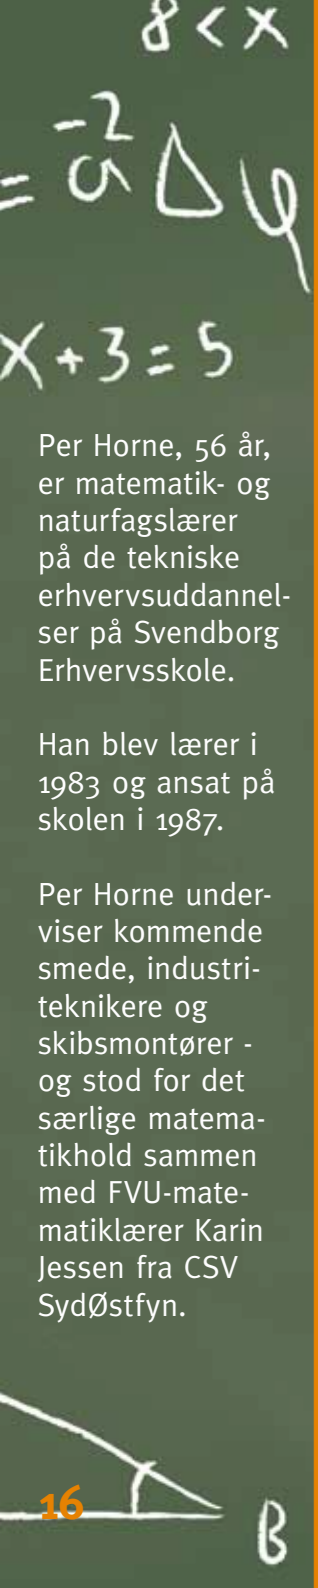 8 < x
= a⁻² Δ φ
x + 3 = 5
Per Horne, 56 år,
er matematik- og
naturfagslærer
på de tekniske
erhvervsuddannel-
ser på Svendborg
Erhvervsskole.
Han blev lærer i
1983 og ansat på
skolen i 1987.
Per Horne under-
viser kommende
smede, industri-
teknikere og
skibsmontører -
og stod for det
særlige matema-
tikhold sammen
med FVU-mate-
matiklærer Karin
Jessen fra CSV
SydØstfyn.
16
B